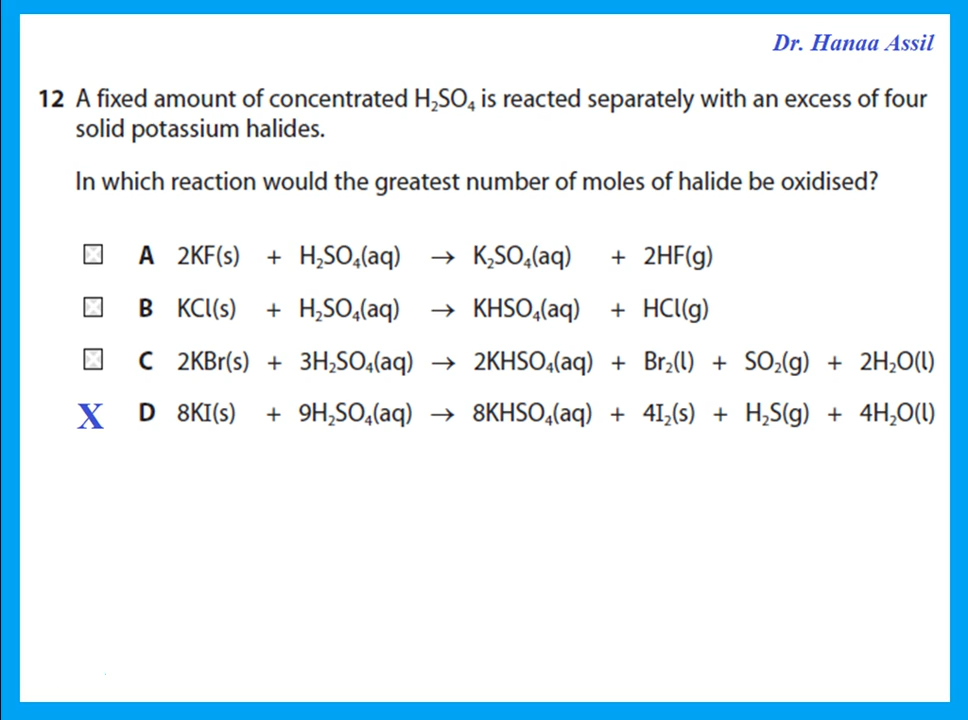 Dr. Hanaa Assil
12 A fixed amount of concentrated H₂SO₄ is reacted separately with an excess of four
solid potassium halides.
In which reaction would the greatest number of moles of halide be oxidised?
A 2KF(s) + H₂SO₄(aq) → K₂SO₄(aq) + 2HF(g)
B KCl(s) + H₂SO₄(aq) → KHSO₄(aq) + HCl(g)
C 2KBr(s) + 3H₂SO₄(aq) → 2KHSO₄(aq) + Br₂(l) + SO₂(g) + 2H₂O(l)
X D 8KI(s) + 9H₂SO₄(aq) → 8KHSO₄(aq) + 4I₂(s) + H₂S(g) + 4H₂O(l)